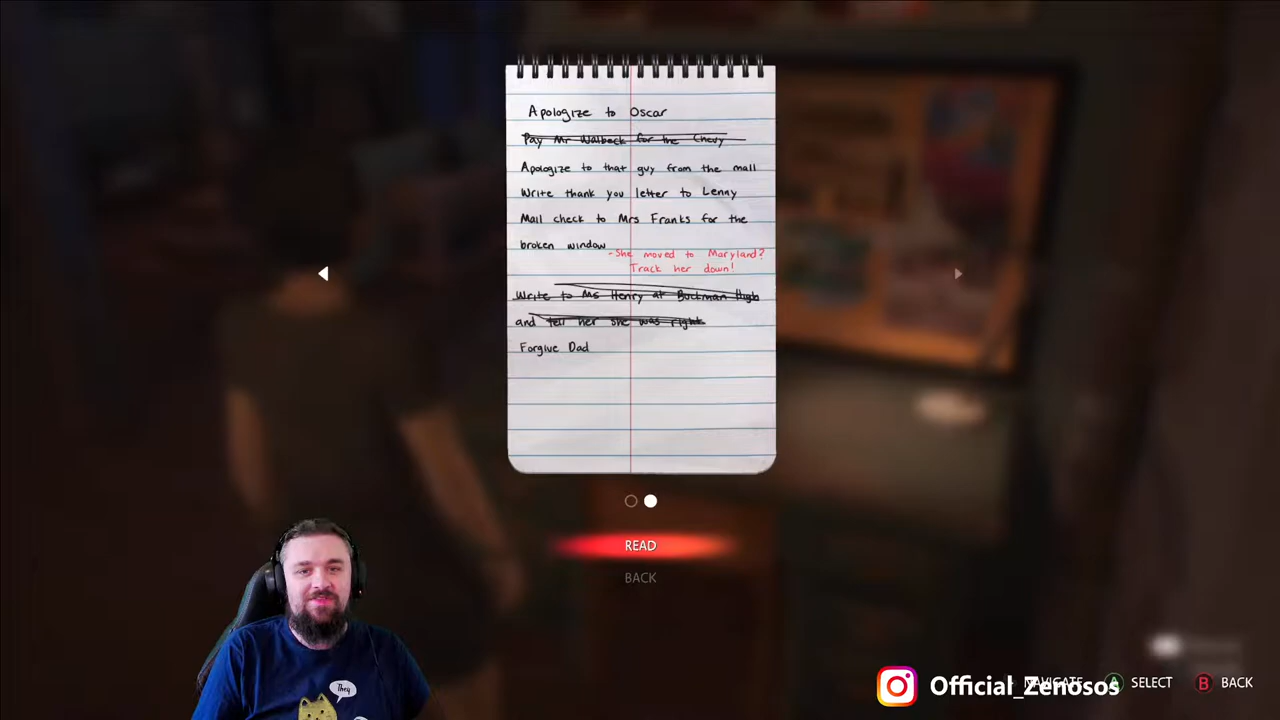 Apologize to Oscar
Pay Mr Walbeck for the Chevy
Apologize to that guy from the mall
Write thank you letter to Lenny
Mail check to Mrs Franks for the
broken window
-She moved to Maryland?
Track her down!
Write to Ms Henry at Buckman High
and tell her she was right
Forgive Dad
READ
BACK
They
Official_Zenosos
NAVIGATE
A SELECT
B BACK